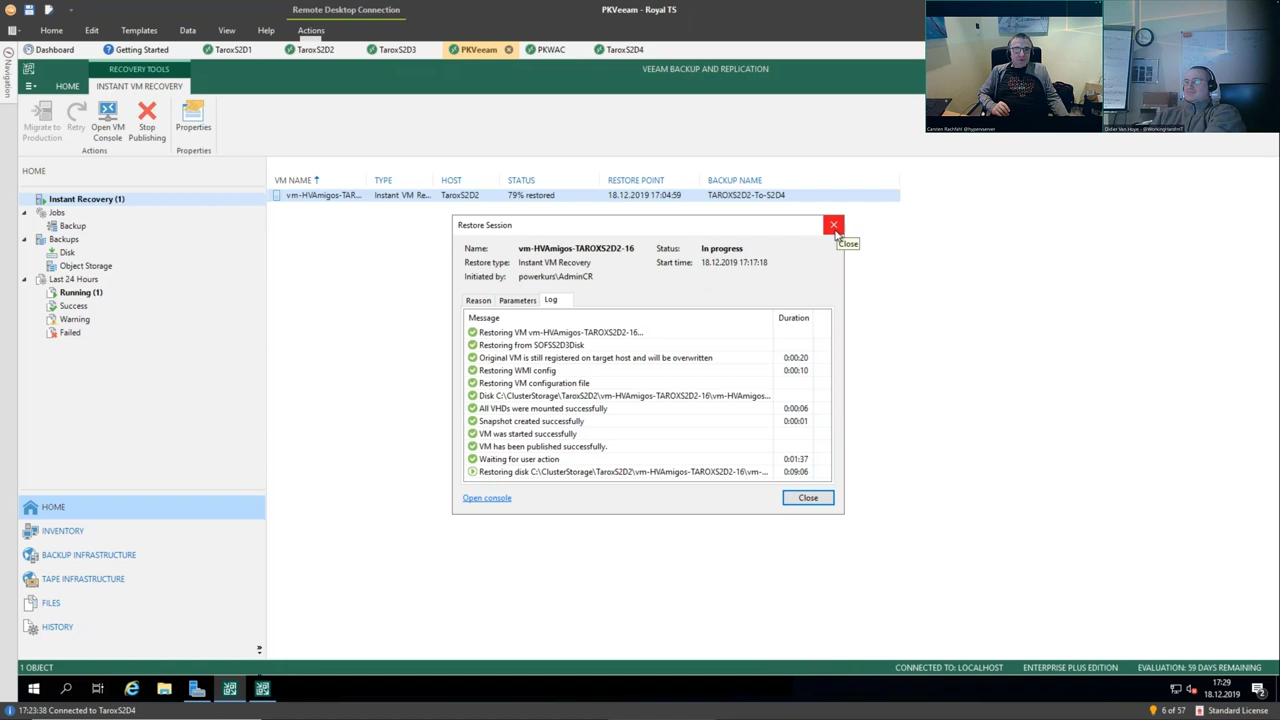 Remote Desktop Connection
PKVeeam - Royal TS
Home Edit Templates Data View Help Actions
Dashboard Getting Started TaroxS2D1 TaroxS2D2 TaroxS2D3 PKVeeam PKWAC TaroxS2D4
Navigation
RECOVERY TOOLS
VEEAM BACKUP AND REPLICATION
HOME INSTANT VM RECOVERY
Migrate to Production
Retry
Open VM Console
Stop Publishing
Properties
Actions
Properties
Carsten Rachfahl @hypervserver
Didier Van Hoye - @WorkingHardInIT
HOME
VM NAME TYPE HOST STATUS RESTORE POINT BACKUP NAME
vm-HVAmigos-TAR... Instant VM Re... TaroxS2D2 79% restored 18.12.2019 17:04:59 TAROXS2D2-To-S2D4
Instant Recovery (1)
Jobs
Backup
Backups
Disk
Object Storage
Last 24 Hours
Running (1)
Success
Warning
Failed
Restore Session
Close
Name: vm-HVAmigos-TAROXS2D2-16 Status: In progress
Restore type: Instant VM Recovery Start time: 18.12.2019 17:17:18
Initiated by: powerkurs\AdminCR
Reason Parameters Log
Message Duration
Restoring VM vm-HVAmigos-TAROXS2D2-16...
Restoring from SOFSS2D3Disk
Original VM is still registered on target host and will be overwritten 0:00:20
Restoring WMI config 0:00:10
Restoring VM configuration file
Disk C:\ClusterStorage\TaroxS2D2\vm-HVAmigos-TAROXS2D2-16\vm-HVAmigos...
All VHDs were mounted successfully 0:00:06
Snapshot created successfully 0:00:01
VM was started successfully
VM has been published successfully.
Waiting for user action 0:01:37
Restoring disk C:\ClusterStorage\TaroxS2D2\vm-HVAmigos-TAROXS2D2-16\vm-... 0:09:06
Open console
Close
HOME
INVENTORY
BACKUP INFRASTRUCTURE
TAPE INFRASTRUCTURE
FILES
HISTORY
1 OBJECT
CONNECTED TO: LOCALHOST ENTERPRISE PLUS EDITION EVALUATION: 59 DAYS REMAINING
17:29
18.12.2019
2
17:23:38 Connected to TaroxS2D4
6 of 57 Standard License